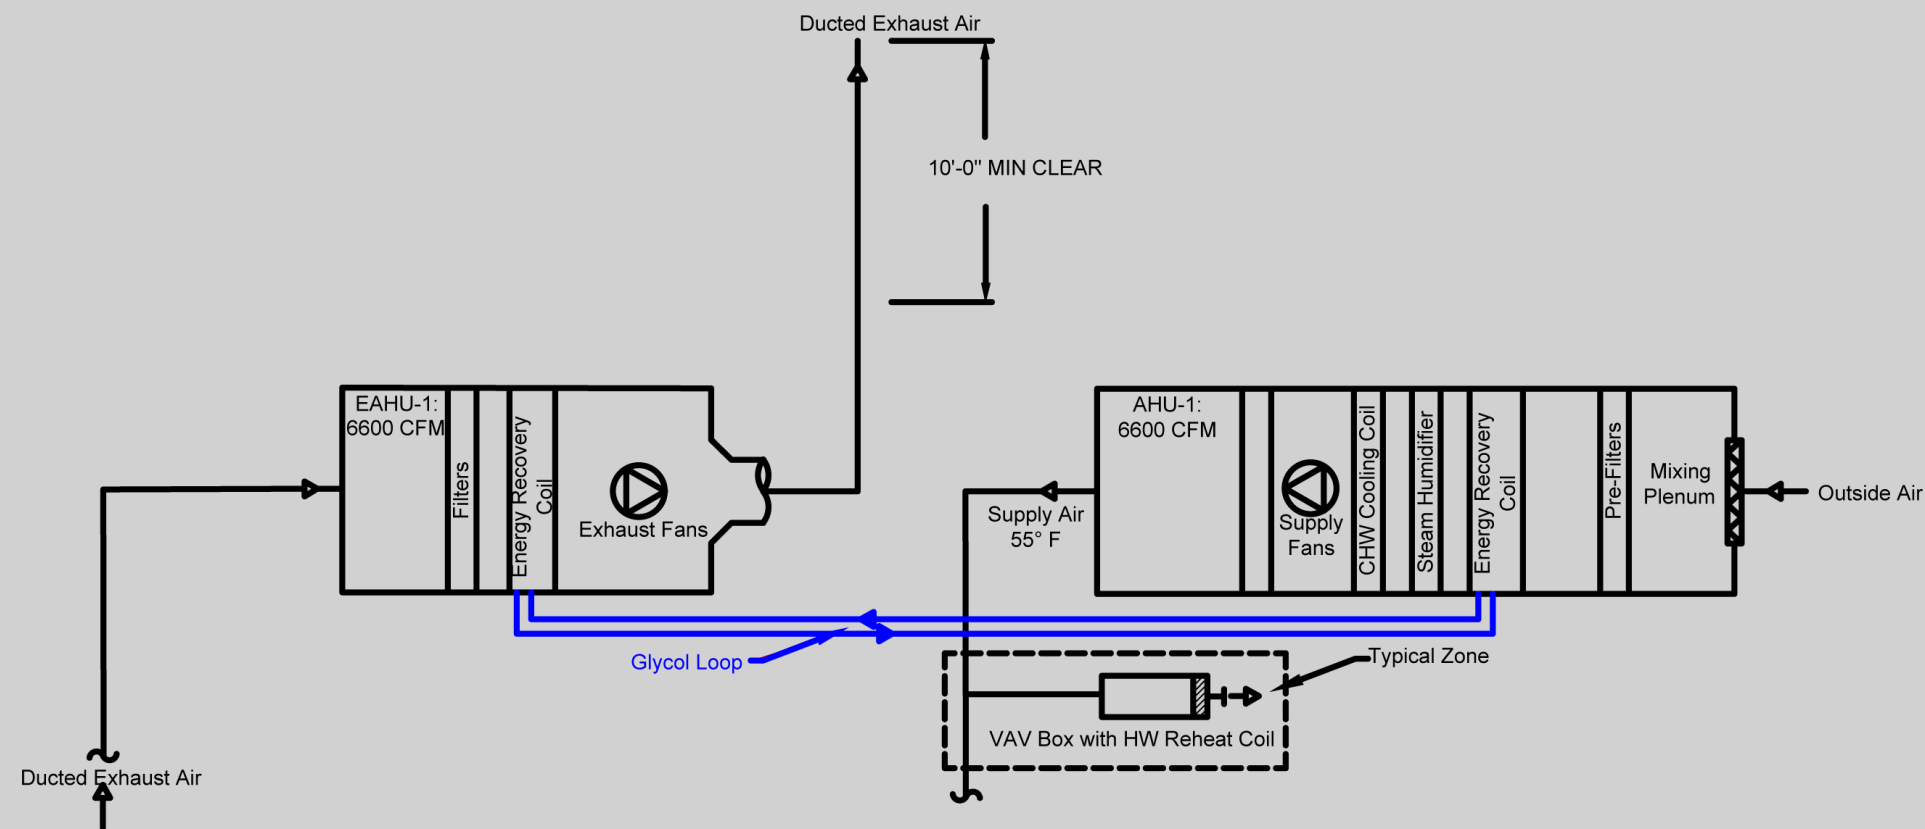 Ducted Exhaust Air
10'-0" MIN CLEAR
EAHU-1:
6600 CFM
Filters
Energy Recovery
Coil
Exhaust Fans
AHU-1:
6600 CFM
Supply
Fans
CHW Cooling Coil
Steam Humidifier
Energy Recovery
Coil
Pre-Filters
Mixing
Plenum
Outside Air
Supply Air
55° F
Glycol Loop
Typical Zone
VAV Box with HW Reheat Coil
Ducted Exhaust Air